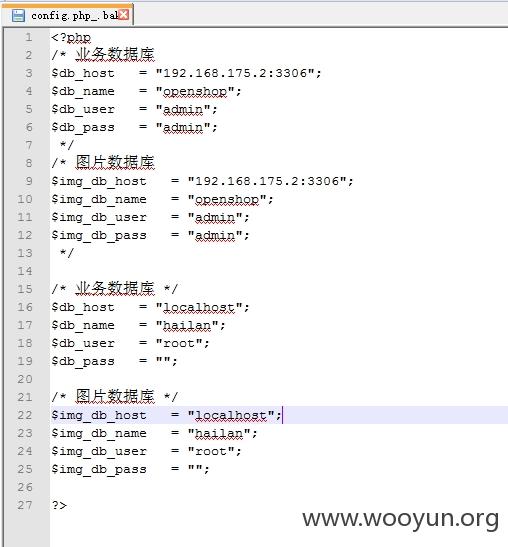 config.php_.bak
1 <?php
2 /* 业务数据库
3 $db_host   = "192.168.175.2:3306";
4 $db_name   = "openshop";
5 $db_user   = "admin";
6 $db_pass   = "admin";
7  */
8 /* 图片数据库
9 $img_db_host   = "192.168.175.2:3306";
10 $img_db_name   = "openshop";
11 $img_db_user   = "admin";
12 $img_db_pass   = "admin";
13  */
14
15 /* 业务数据库 */
16 $db_host   = "localhost";
17 $db_name   = "hailan";
18 $db_user   = "root";
19 $db_pass   = "";
20
21 /* 图片数据库 */
22 $img_db_host   = "localhost";
23 $img_db_name   = "hailan";
24 $img_db_user   = "root";
25 $img_db_pass   = "";
26
27 ?>
www.wooyun.org